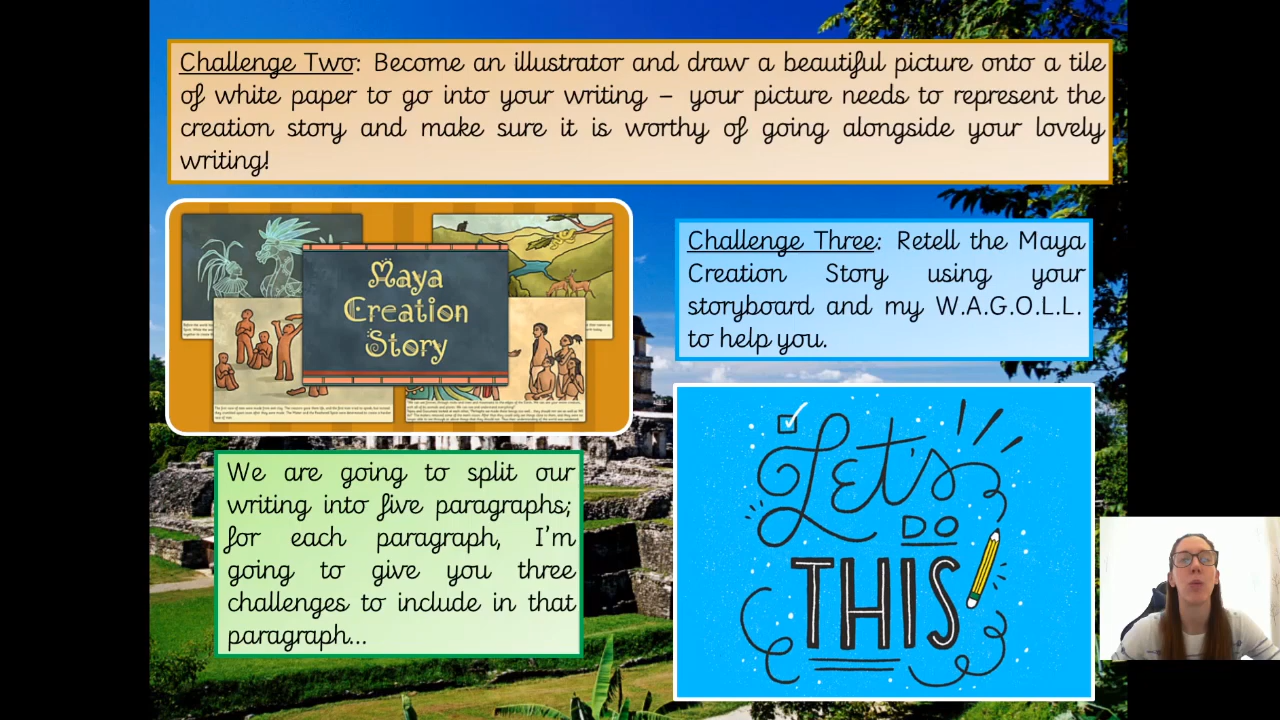 Challenge Two: Become an illustrator and draw a beautiful picture onto a tile
of white paper to go into your writing – your picture needs to represent the
creation story and make sure it is worthy of going alongside your lovely
writing!
Maya
Creation
Story
Challenge Three: Retell the Maya
Creation Story using your
storyboard and my W.A.G.O.L.L.
to help you.
We are going to split our
writing into five paragraphs;
for each paragraph, I'm
going to give you three
challenges to include in that
paragraph...
Let's
DO
THIS